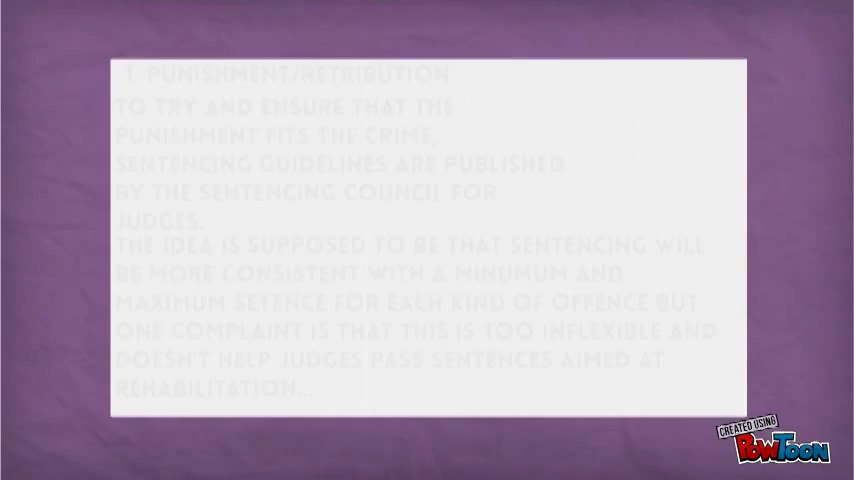 1. PUNISHMENT/RETRIBUTION
TO TRY AND ENSURE THAT THE
PUNISHMENT FITS THE CRIME,
SENTENCING GUIDELINES ARE PUBLISHED
BY THE SENTENCING COUNCIL FOR
JUDGES.
THE IDEA IS SUPPOSED TO BE THAT SENTENCING WILL
BE MORE CONSISTENT WITH A MINUMUM AND
MAXIMUM SETENCE FOR EACH KIND OF OFFENCE BUT
ONE COMPLAINT IS THAT THIS IS TOO INFLEXIBLE AND
DOESN'T HELP JUDGES PASS SENTENCES AIMED AT
REHABILITATION...
CREATED USING
POWTOON